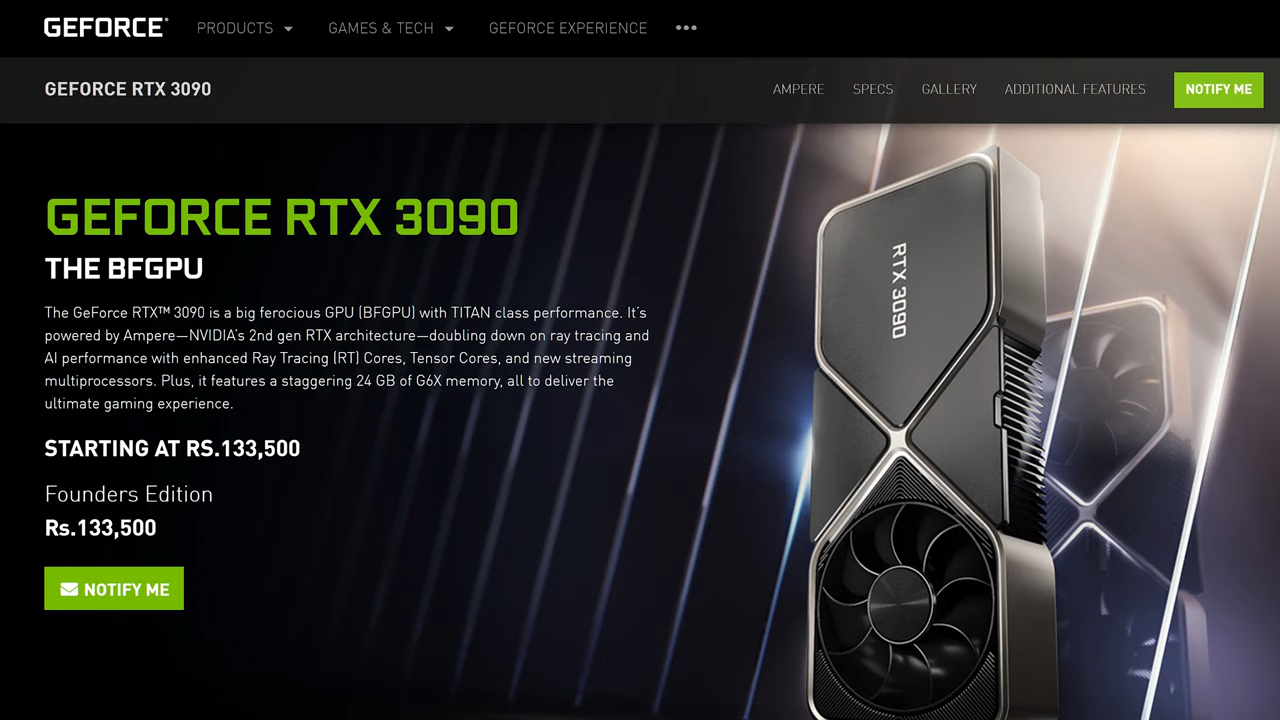 GEFORCE®
PRODUCTS
GAMES & TECH
GEFORCE EXPERIENCE
GEFORCE RTX 3090
AMPERE
SPECS
GALLERY
ADDITIONAL FEATURES
NOTIFY ME
GEFORCE RTX 3090
THE BFGPU
The GeForce RTX™ 3090 is a big ferocious GPU (BFGPU) with TITAN class performance. It's
powered by Ampere—NVIDIA's 2nd gen RTX architecture—doubling down on ray tracing and
AI performance with enhanced Ray Tracing (RT) Cores, Tensor Cores, and new streaming
multiprocessors. Plus, it features a staggering 24 GB of G6X memory, all to deliver the
ultimate gaming experience.
STARTING AT RS.133,500
Founders Edition
Rs.133,500
NOTIFY ME
RTX 3090